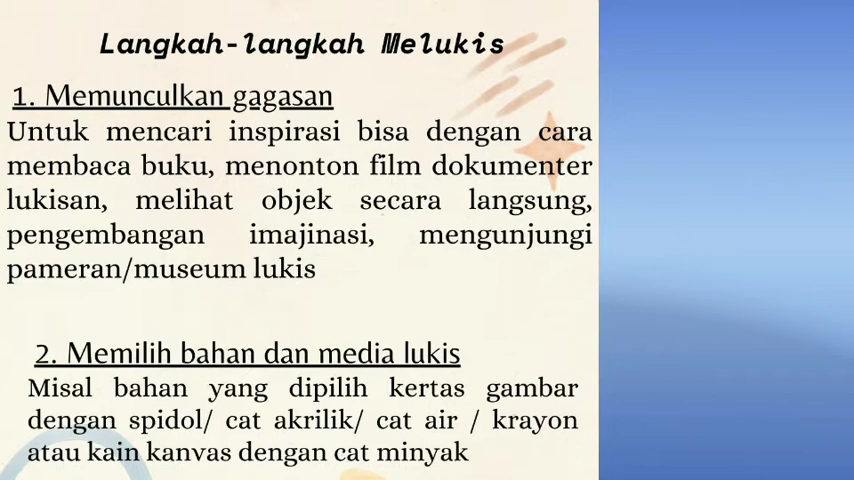 Langkah-langkah Melukis
1. Memunculkan gagasan
Untuk mencari inspirasi bisa dengan cara
membaca buku, menonton film dokumenter
lukisan, melihat objek secara langsung,
pengembangan imajinasi, mengunjungi
pameran/museum lukis
2. Memilih bahan dan media lukis
Misal bahan yang dipilih kertas gambar
dengan spidol/ cat akrilik/ cat air / krayon
atau kain kanvas dengan cat minyak